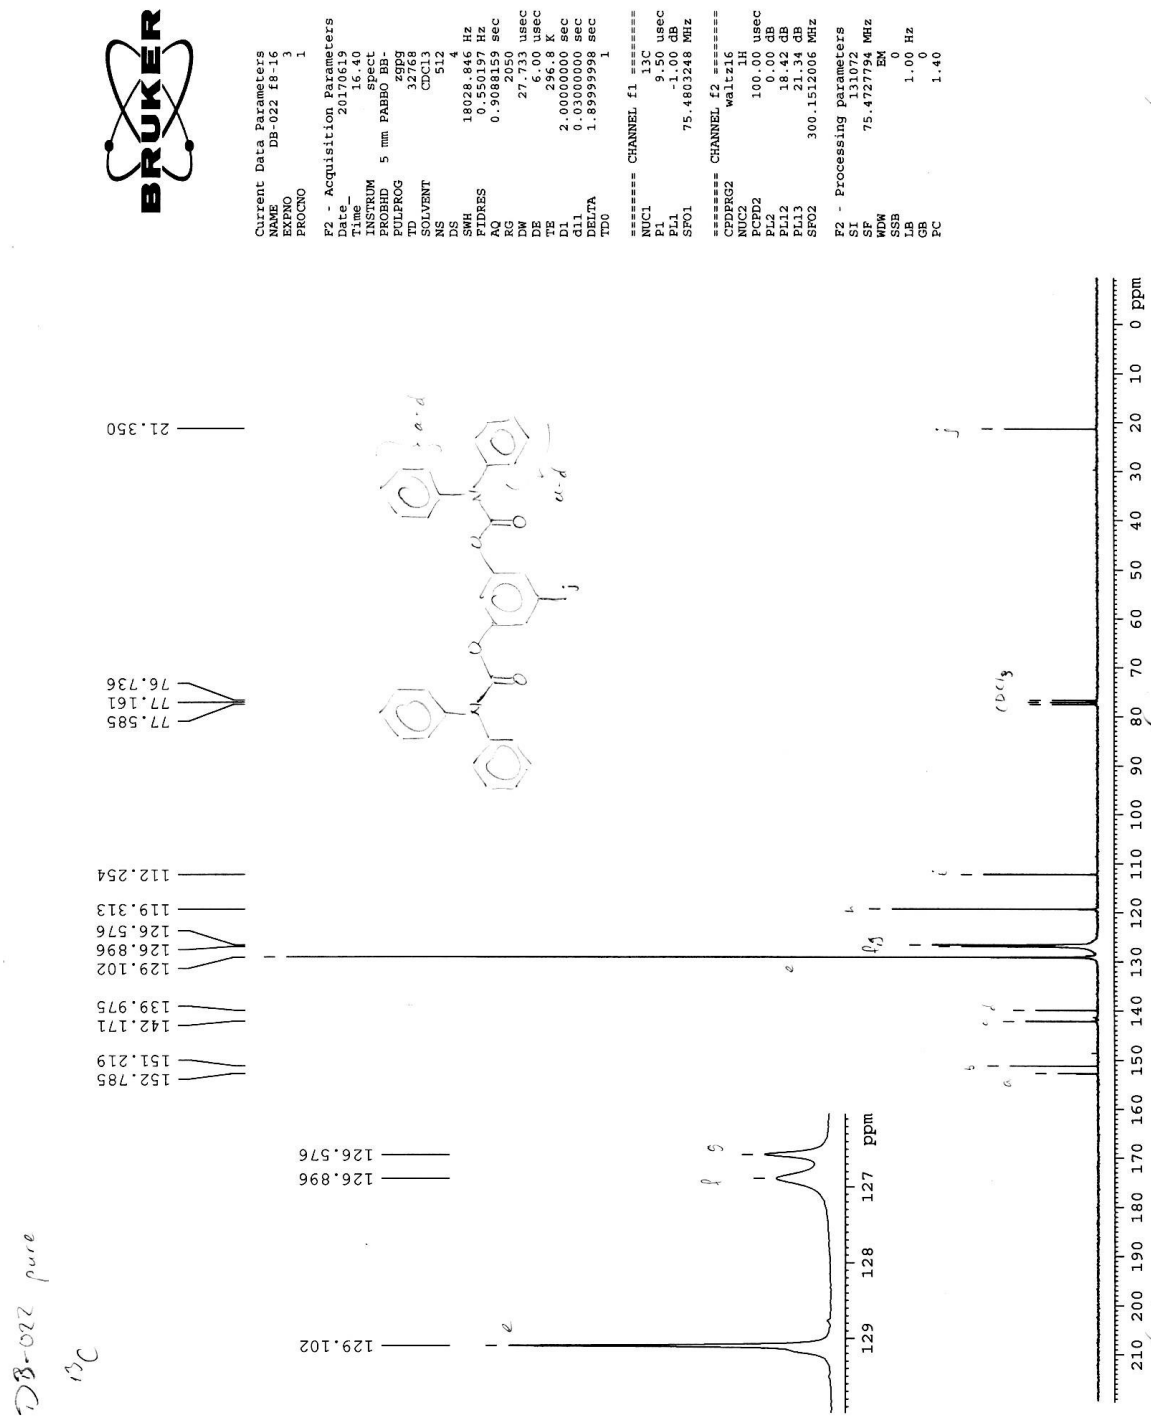 DB-022 pure
13C
BRUKER
Current Data Parameters
NAME DB-022 f8-16
EXPNO 3
PROCNO 1
F2 - Acquisition Parameters
Date_ 20170619
Time 16.40
INSTRUM spect
PROBHD 5 mm PABBO BB-
PULPROG zgpg
TD 32768
SOLVENT CDCl3
NS 512
DS 4
SWH 18028.846 Hz
FIDRES 0.550197 Hz
AQ 0.9088159 sec
RG 2050
DW 27.733 usec
DE 6.00 usec
TE 296.8 K
D1 2.00000000 sec
d11 0.03000000 sec
DELTA 1.89999998 sec
TD0 1
======== CHANNEL f1 ========
NUC1 13C
P1 9.50 usec
PL1 -1.00 dB
SFO1 75.4803248 MHz
======== CHANNEL f2 ========
CPDPRG2 waltz16
NUC2 1H
PCPD2 100.00 usec
PL2 0.00 dB
PL12 18.42 dB
PL13 21.34 dB
SFO2 300.1512006 MHz
F2 - Processing parameters
SI 131072
SF 75.4727794 MHz
WDW EM
SSB 0
LB 1.00 Hz
GB 0
PC 1.40
152.785
151.219
142.171
139.975
129.102
126.896
126.576
119.313
112.254
77.585
77.161
76.736
21.350
N
N
O
O
O
O
j
a-d
a-d
129.102
126.896
126.576
e
f
g
129
128
127
ppm
a
b
c
d
e
f,g
h
i
CDCl3
j
210 200 190 180 170 160 150 140 130 120 110 100 90 80 70 60 50 40 30 20 10 0 ppm